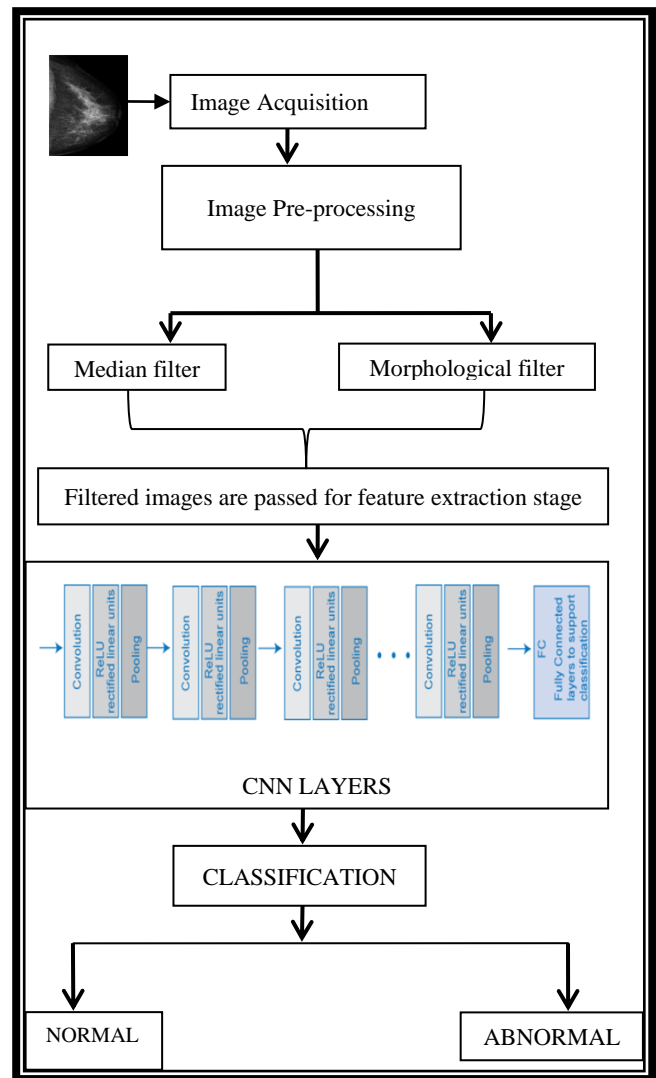 Image Acquisition
Image Pre-processing
Median filter
Morphological filter
Filtered images are passed for feature extraction stage
Convolution
ReLU
rectified linear units
Pooling
Convolution
ReLU
rectified linear units
Pooling
Convolution
ReLU
rectified linear units
Pooling
Convolution
ReLU
rectified linear units
Pooling
FC
Fully Connected
layers to support
classification
CNN LAYERS
CLASSIFICATION
NORMAL
ABNORMAL